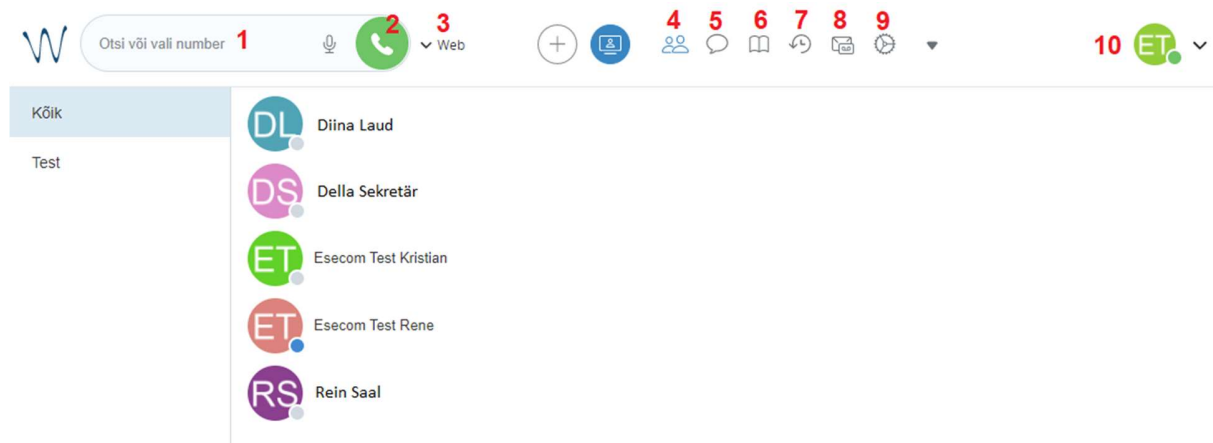 4 5 6 7 8 9
Otsi või vali number 1 2 3 Web 10 ET
Kõik
Test
DL Diina Laud
DS Della Sekretär
ET Esecom Test Kristian
ET Esecom Test Rene
RS Rein Saal